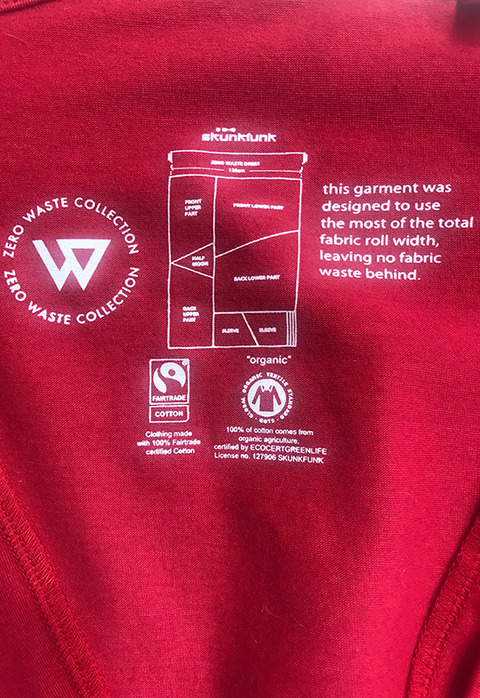 skunkfunk
ZERO WASTE DRESS
FRONT
UPPER
PART
FRONT LOWER PART
HALF
MOON
BACK LOWER PART
BACK
UPPER
PART
SLEEVE
SLEEVE
this garment was
designed to use
the most of the total
fabric roll width,
leaving no fabric
waste behind.
ZERO WASTE COLLECTION
ZERO WASTE COLLECTION
W
FAIRTRADE
COTTON
Clothing made
with 100% Fairtrade
certified Cotton
"organic"
GLOBAL ORGANIC TEXTILE STANDARD
GOTS
100% of cotton comes from
organic agriculture.
certified by ECOCERTGREENLIFE
License no. 127906 SKUNKFUNK